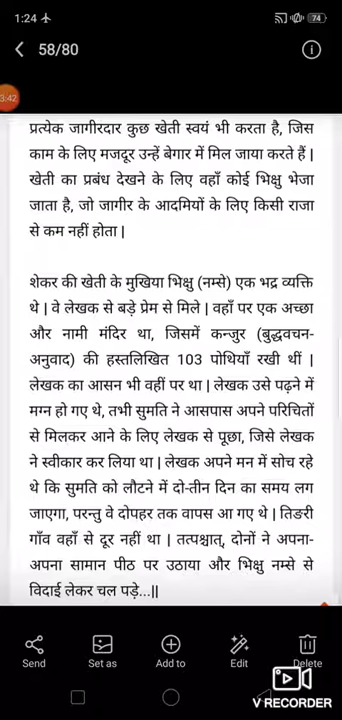 1:24
74
58/80
3:42
प्रत्येक जागीरदार कुछ खेती स्वयं भी करता है, जिस
काम के लिए मजदूर उन्हें बेगार में मिल जाया करते हैं |
खेती का प्रबंध देखने के लिए वहाँ कोई भिक्षु भेजा
जाता है, जो जागीर के आदमियों के लिए किसी राजा
से कम नहीं होता |
शेकर की खेती के मुखिया भिक्षु (नम्से) एक भद्र व्यक्ति
थे | वे लेखक से बड़े प्रेम से मिले | वहाँ पर एक अच्छा
और नामी मंदिर था, जिसमें कन्जुर (बुद्धवचन-
अनुवाद) की हस्तलिखित 103 पोथियाँ रखी थीं |
लेखक का आसन भी वहीं पर था | लेखक उसे पढ़ने में
मग्न हो गए थे, तभी सुमति ने आसपास अपने परिचितों
से मिलकर आने के लिए लेखक से पूछा, जिसे लेखक
ने स्वीकार कर लिया था | लेखक अपने मन में सोच रहे
थे कि सुमति को लौटने में दो-तीन दिन का समय लग
जाएगा, परन्तु वे दोपहर तक वापस आ गए थे | तिङरी
गाँव वहाँ से दूर नहीं था | तत्पश्चात्, दोनों ने अपना-
अपना सामान पीठ पर उठाया और भिक्षु नम्से से
विदाई लेकर चल पड़े...||
Send
Set as
Add to
Edit
Delete
V RECORDER